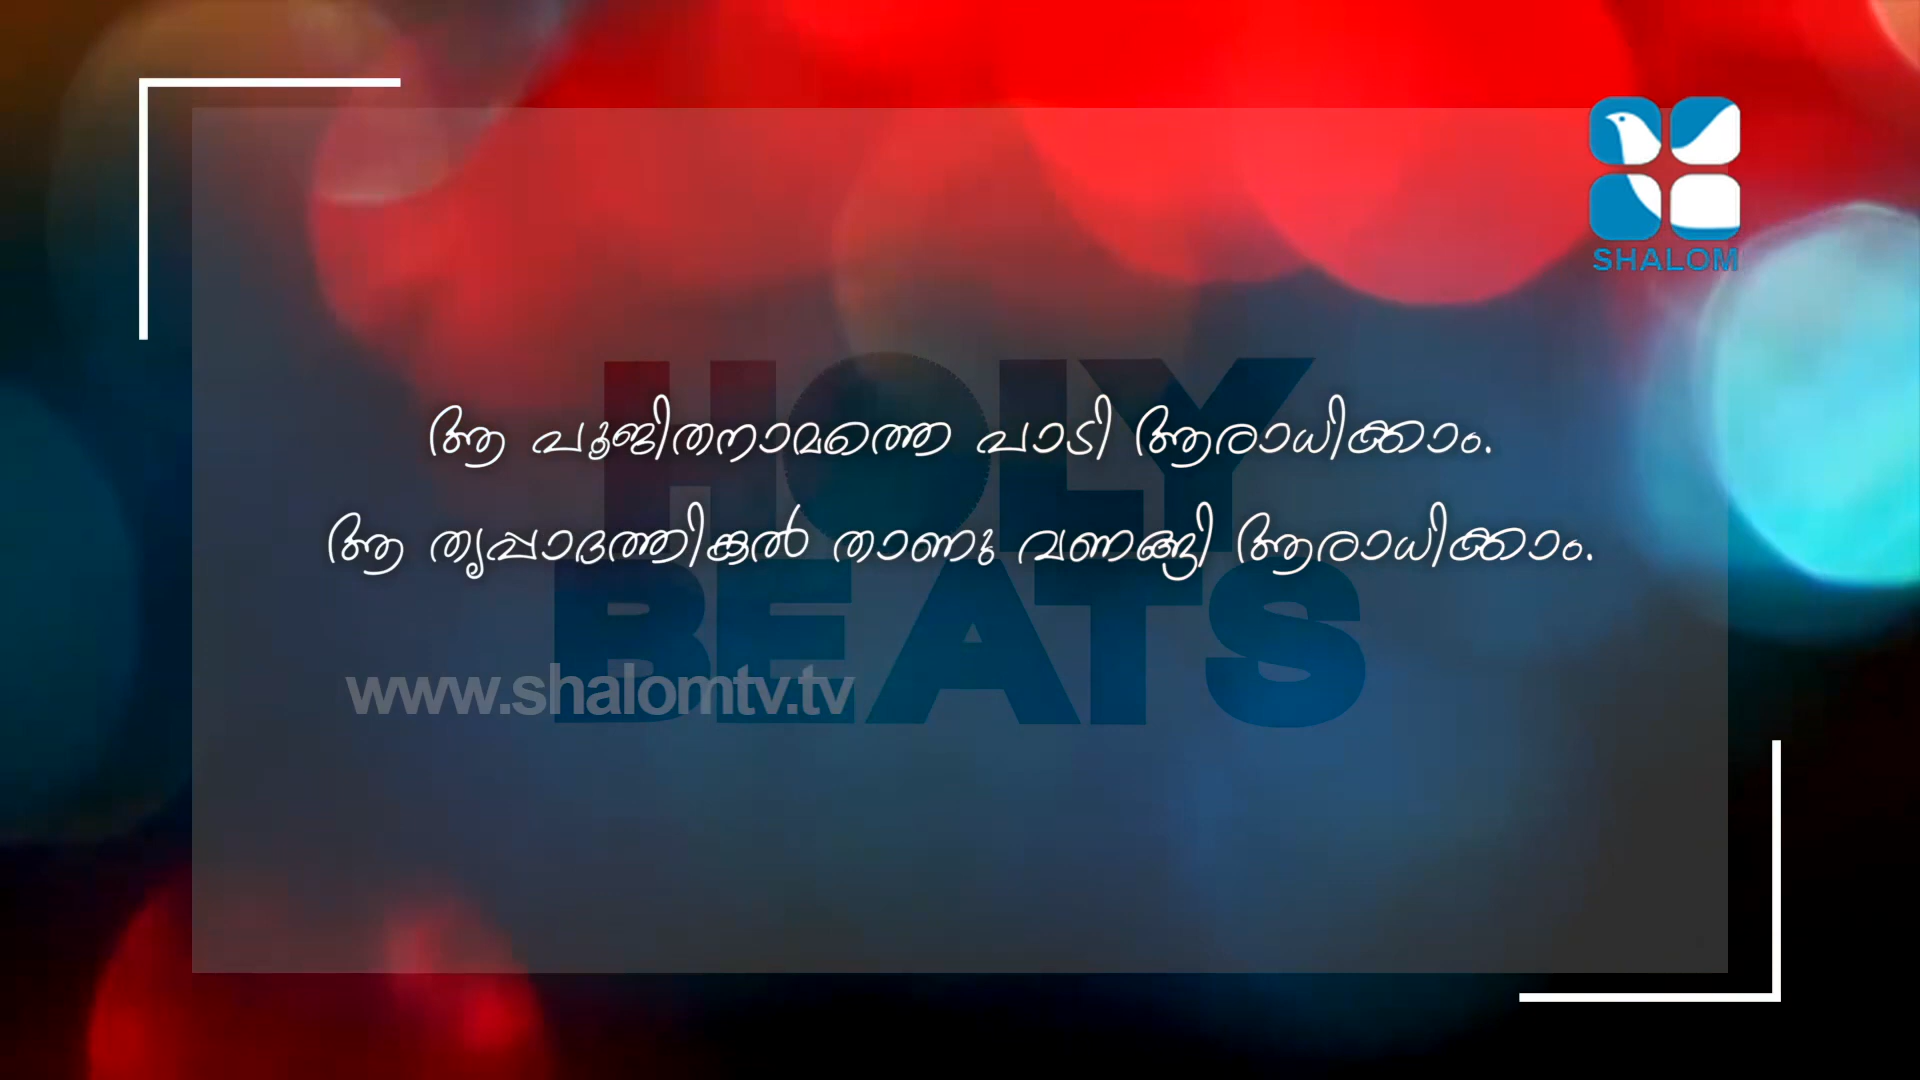 SHALOM
HOLY
ആ പൂജിതനാമത്തെ പാടി ആരാധിക്കാം.
ആ തൃപ്പാദത്തിങ്കൽ താണു വണങ്ങി ആരാധിക്കാം.
BEATS
www.shalomtv.tv